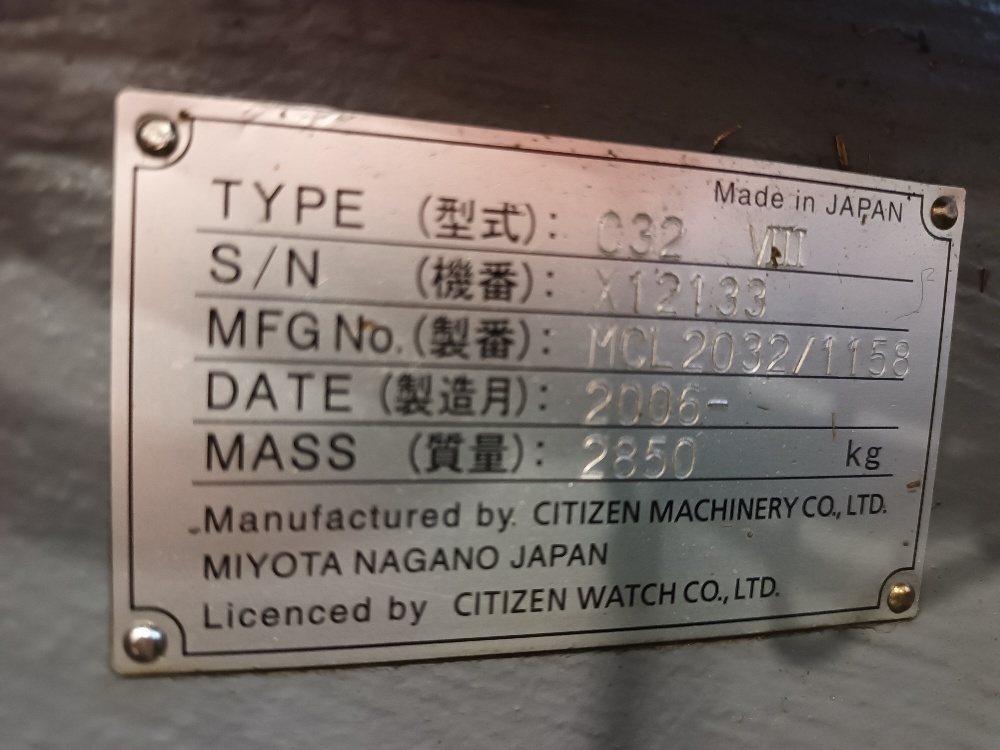 Made in JAPAN
TYPE (型式): C32 VIII
S/N (機番): X12133
MFG No. (製番): MCL2032/1158
DATE (製造月): 2006-
MASS (質量): 2850 kg
Manufactured by. CITIZEN MACHINERY CO., LTD.
MIYOTA NAGANO JAPAN
Licenced by CITIZEN WATCH CO., LTD.